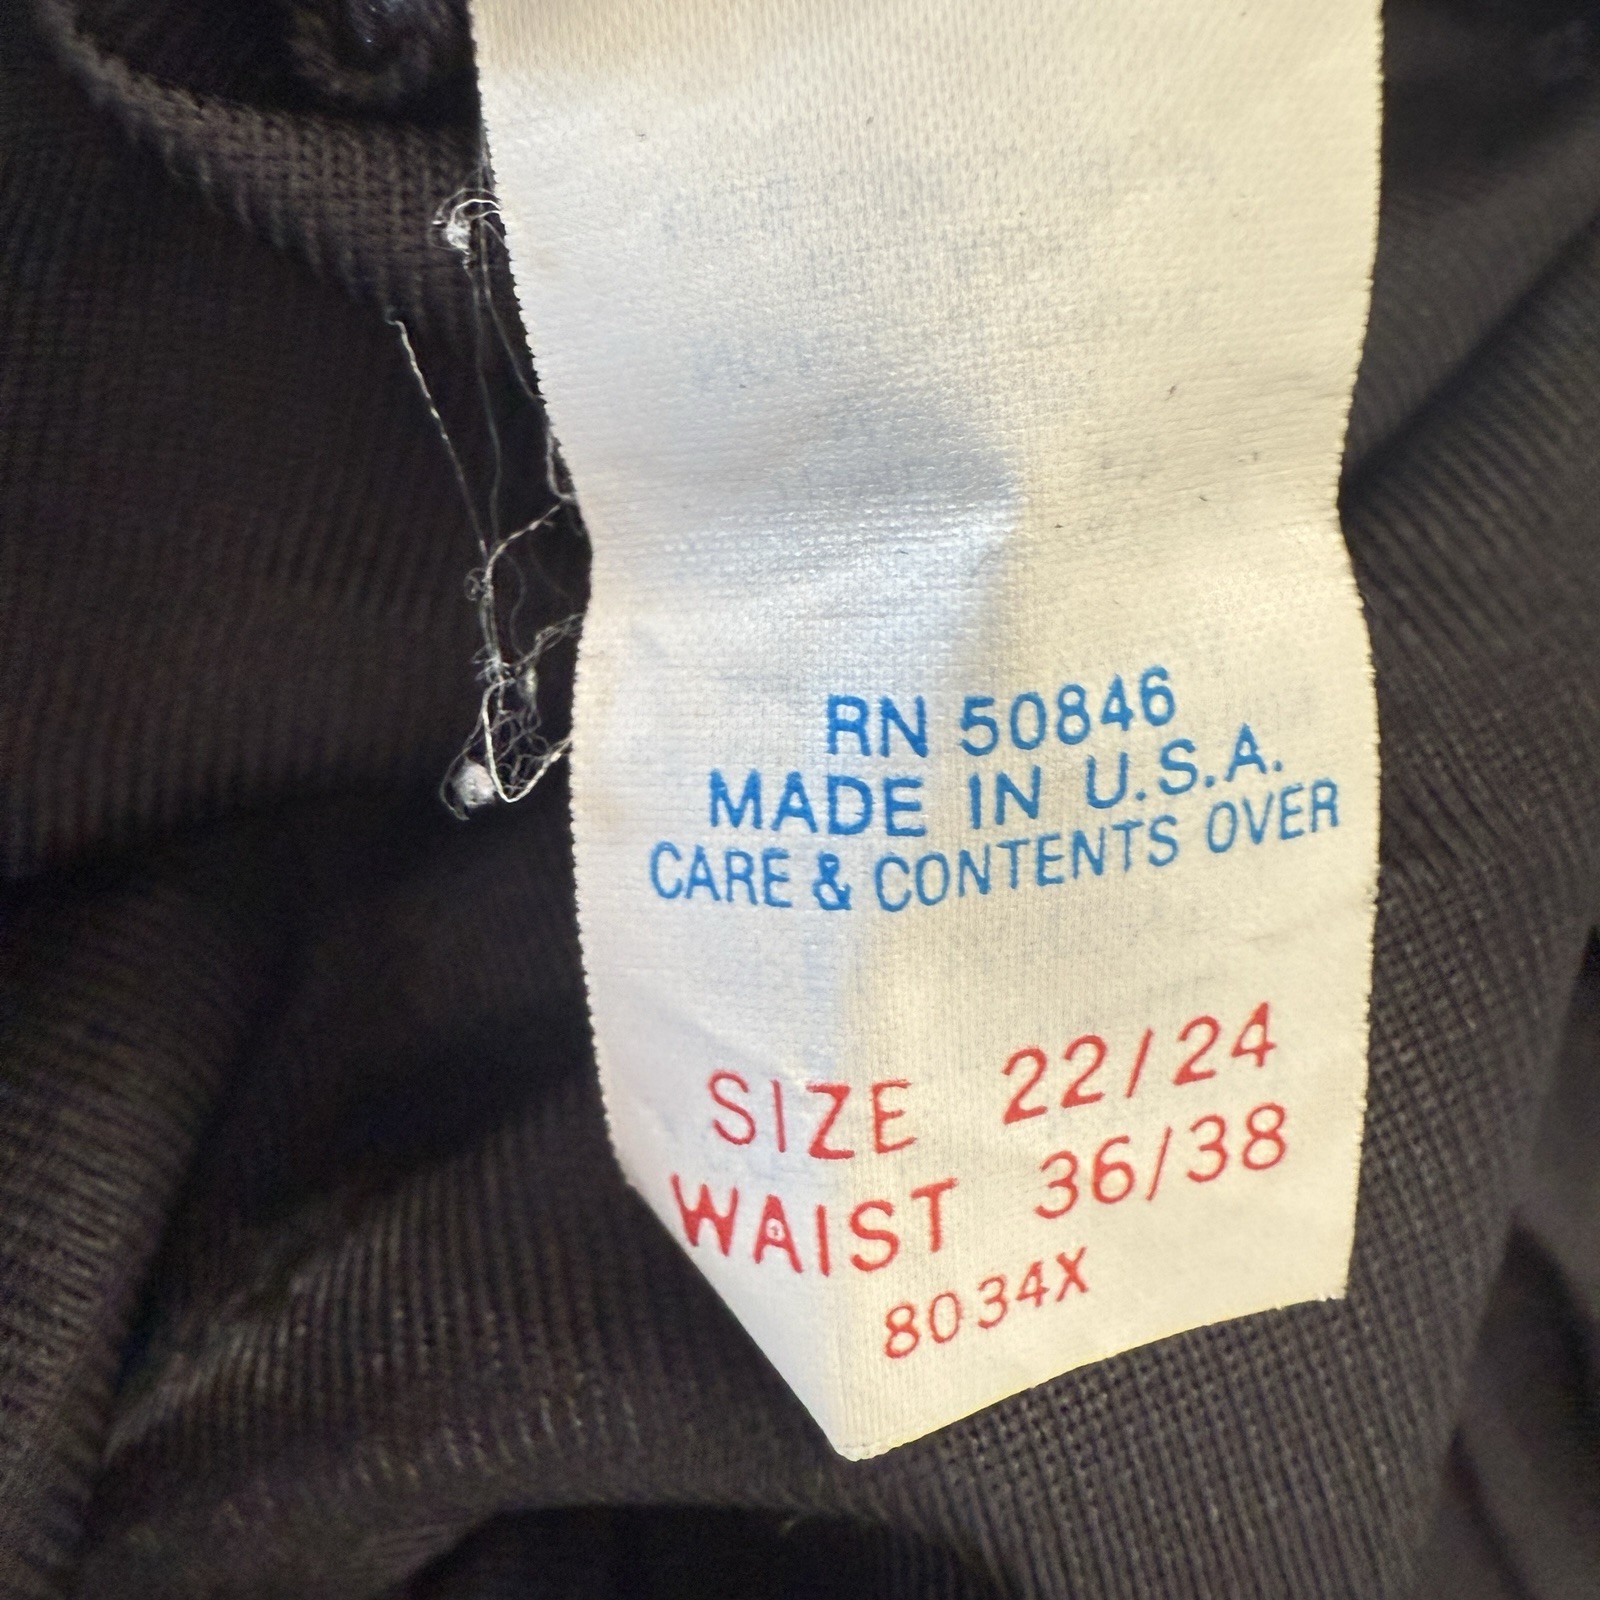 RN 50846
MADE IN U.S.A.
CARE & CONTENTS OVER
SIZE 22/24
WAIST 36/38
8034X